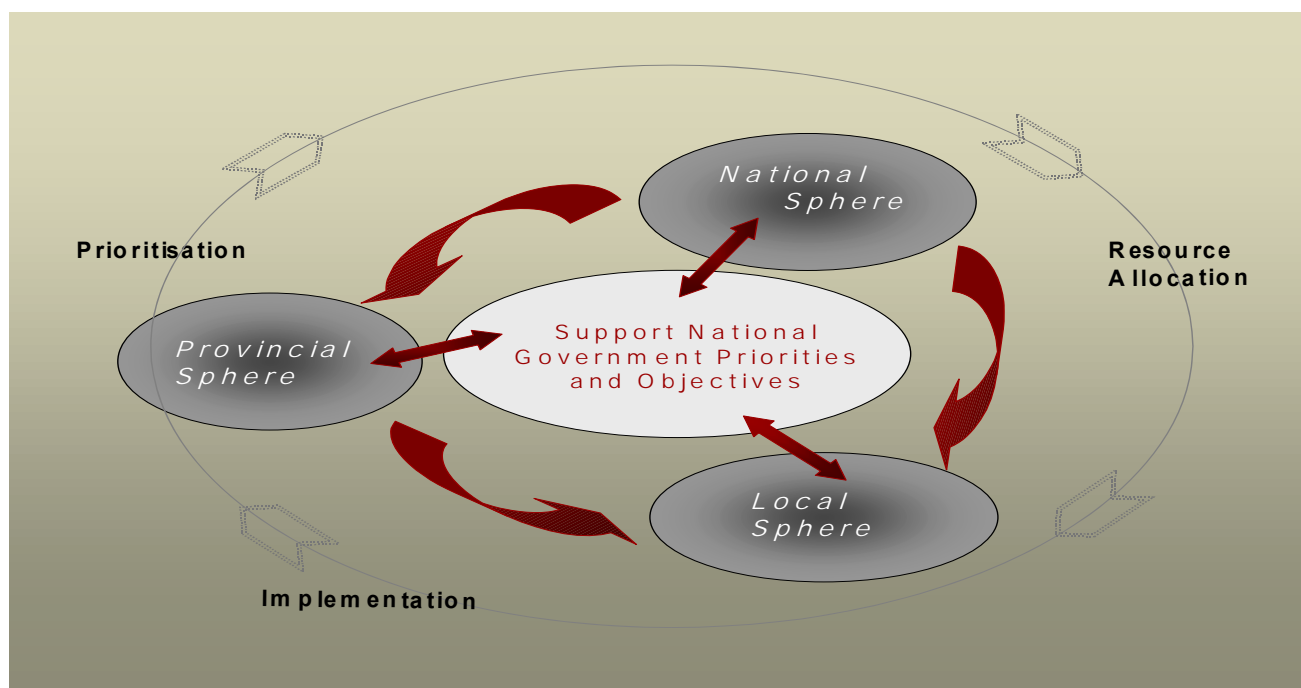 National
Sphere
Prioritisation
Resource
Allocation
Provincial
Sphere
Support National
Government Priorities
and Objectives
Local
Sphere
Implementation